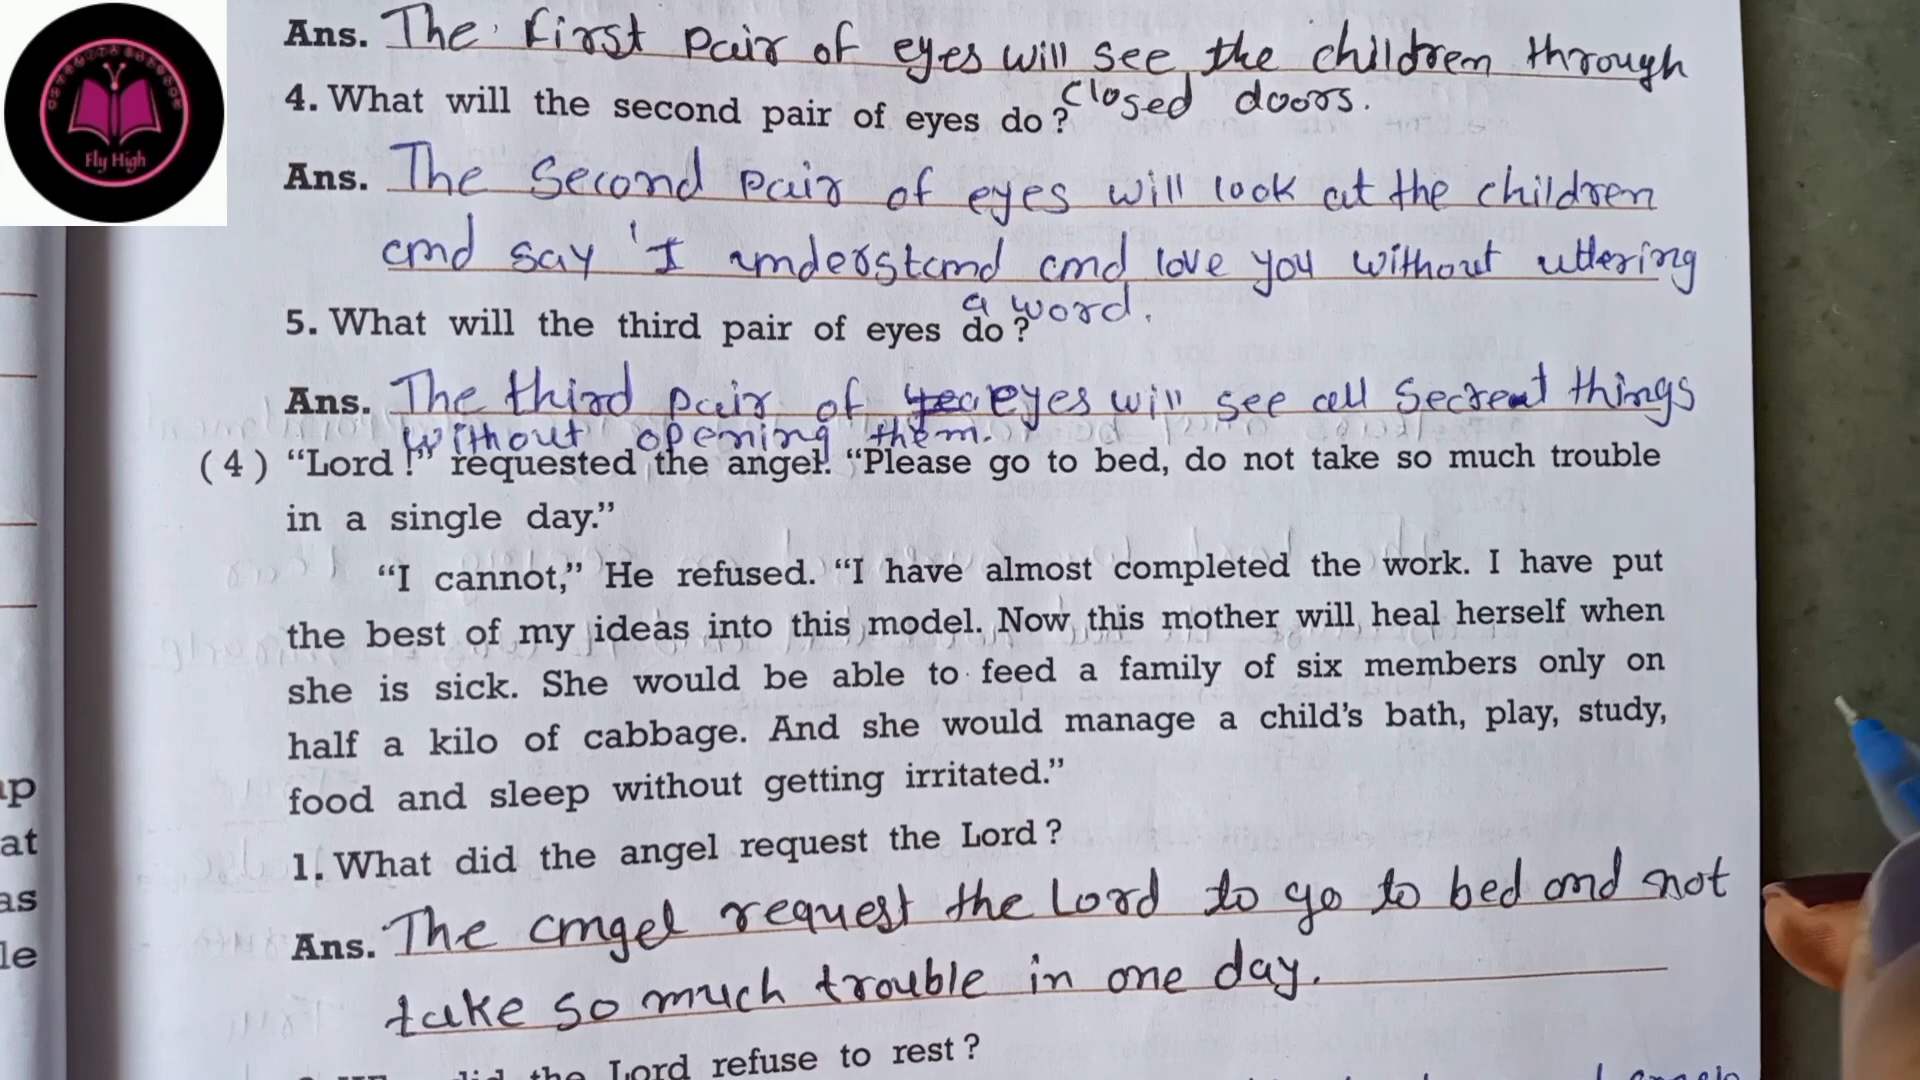 Fly High
Ans. The first pair of eyes will see the children through
closed doors.
4. What will the second pair of eyes do ?
Ans. The Second pair of eyes will look at the children
and say 'I understand and love you without uttering
a word.
5. What will the third pair of eyes do ?
Ans. The third pair of eyes will see all Secreat things
without opening them.
( 4 ) “Lord !” requested the angel. “Please go to bed, do not take so much trouble
in a single day.”
“I cannot,” He refused. “I have almost completed the work. I have put
the best of my ideas into this model. Now this mother will heal herself when
she is sick. She would be able to feed a family of six members only on
half a kilo of cabbage. And she would manage a child’s bath, play, study,
food and sleep without getting irritated.”
1. What did the angel request the Lord ?
Ans. The angel request the Lord to go to bed and not
take so much trouble in one day.
did the Lord refuse to rest ?
at
as
le